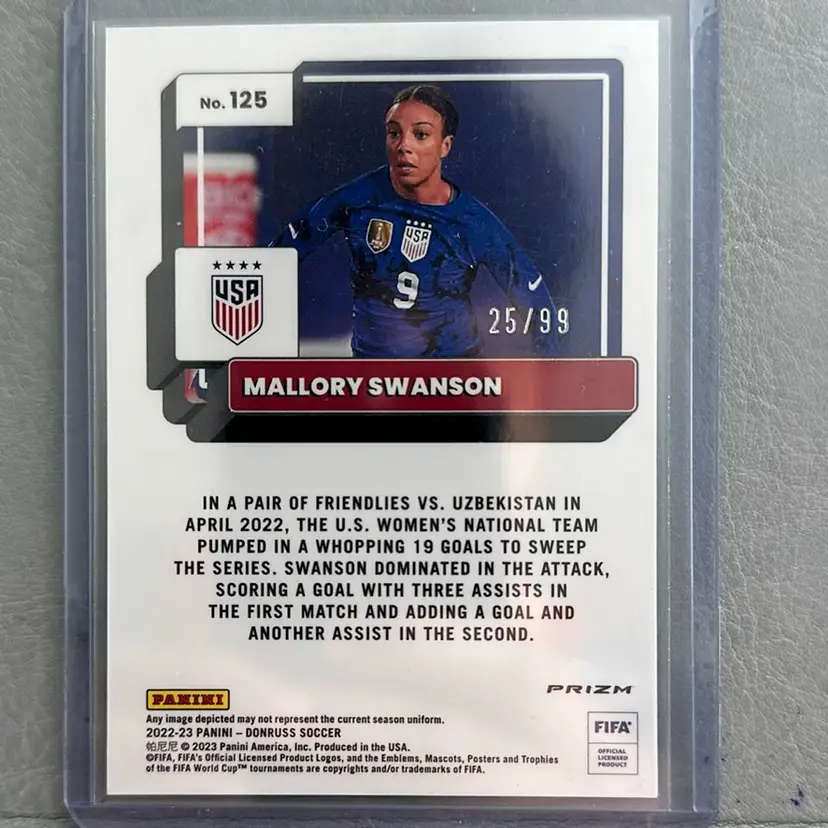 No. 125
USA
9
25/99
USA
MALLORY SWANSON
IN A PAIR OF FRIENDLIES VS. UZBEKISTAN IN
APRIL 2022, THE U.S. WOMEN'S NATIONAL TEAM
PUMPED IN A WHOPPING 19 GOALS TO SWEEP
THE SERIES. SWANSON DOMINATED IN THE ATTACK,
SCORING A GOAL WITH THREE ASSISTS IN
THE FIRST MATCH AND ADDING A GOAL AND
ANOTHER ASSIST IN THE SECOND.
PANINI
PRIZM
Any image depicted may not represent the current season uniform.
2022-23 PANINI – DONRUSS SOCCER
帕尼尼 © 2023 Panini America, Inc. Produced in the USA.
©FIFA, FIFA's Official Licensed Product Logos, and the Emblems, Mascots, Posters and Trophies
of the FIFA World Cup™ tournaments are copyrights and/or trademarks of FIFA.
FIFA
OFFICIAL
LICENSED
PRODUCT